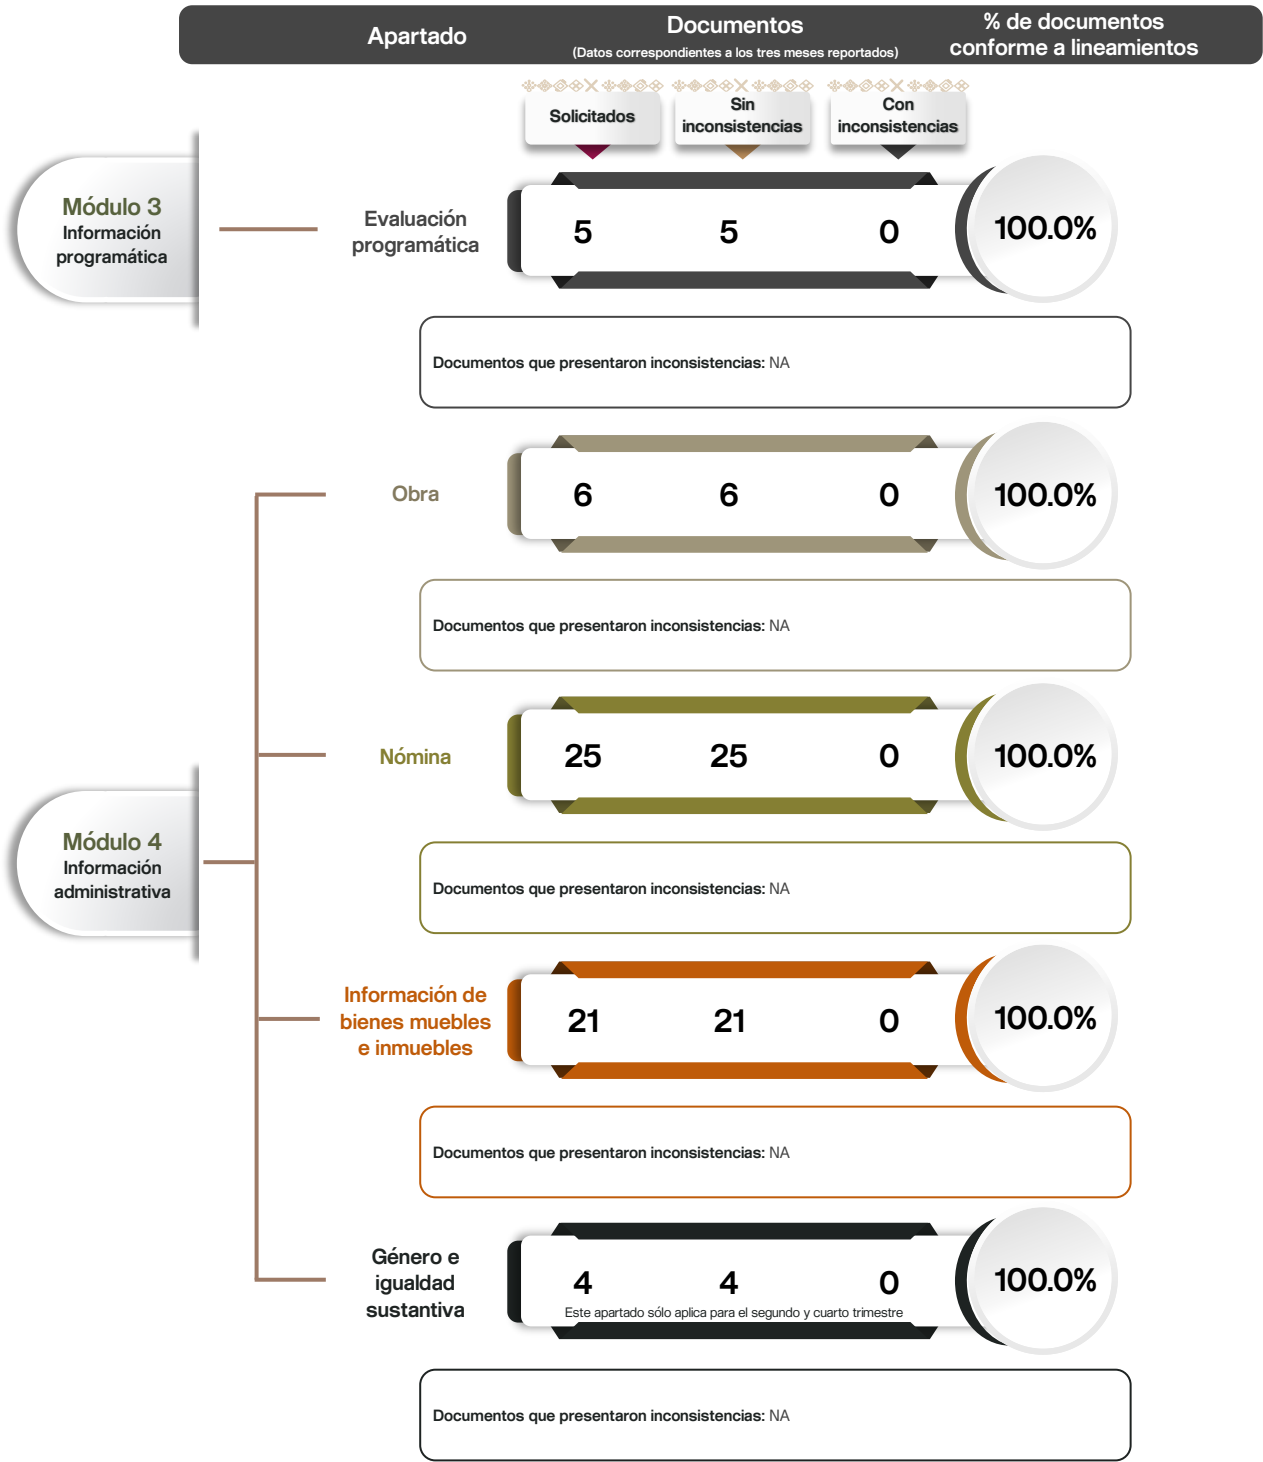 Apartado
Documentos
(Datos correspondientes a los tres meses reportados)
% de documentos
conforme a lineamientos
Solicitados
Sin
inconsistencias
Con
inconsistencias
Módulo 3
Información
programática
Evaluación
programática
5 5 0 100.0%
Documentos que presentaron inconsistencias: NA
Obra
6 6 0 100.0%
Documentos que presentaron inconsistencias: NA
Nómina
25 25 0 100.0%
Documentos que presentaron inconsistencias: NA
Módulo 4
Información
administrativa
Información de
bienes muebles
e inmuebles
21 21 0 100.0%
Documentos que presentaron inconsistencias: NA
Género e
igualdad
sustantiva
4 4 0 100.0%
Este apartado sólo aplica para el segundo y cuarto trimestre
Documentos que presentaron inconsistencias: NA